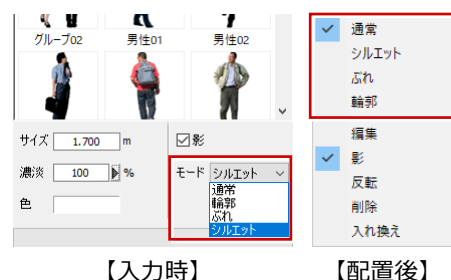 グループ02
男性01
男性02
サイズ 1.700 m
影
濃淡 100 %
モード シルエット
通常
輪郭
ぶれ
シルエット
色
【入力時】
通常
シルエット
ぶれ
輪郭
編集
影
反転
削除
入れ換え
【配置後】